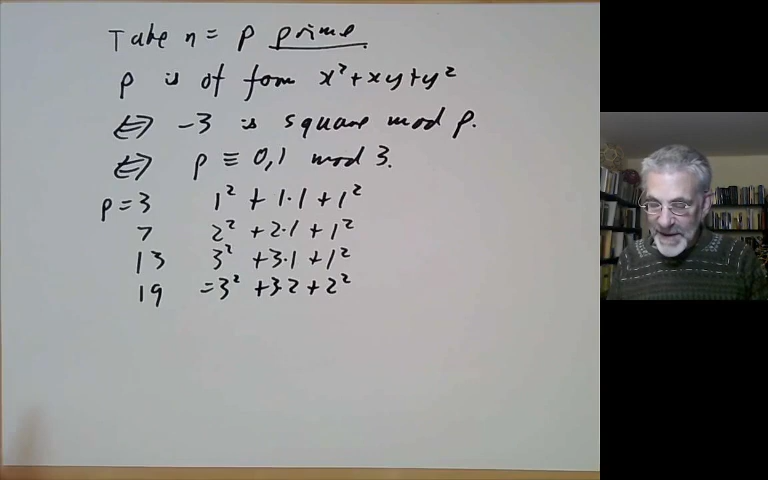 Take n = p prime.
p is of form x² + xy + y²
⇔ -3 is square mod p.
⇔ p ≡ 0,1 mod 3.
p = 3 1² + 1·1 + 1²
7 2² + 2·1 + 1²
13 3² + 3·1 + 1²
19 = 3² + 3·2 + 2²